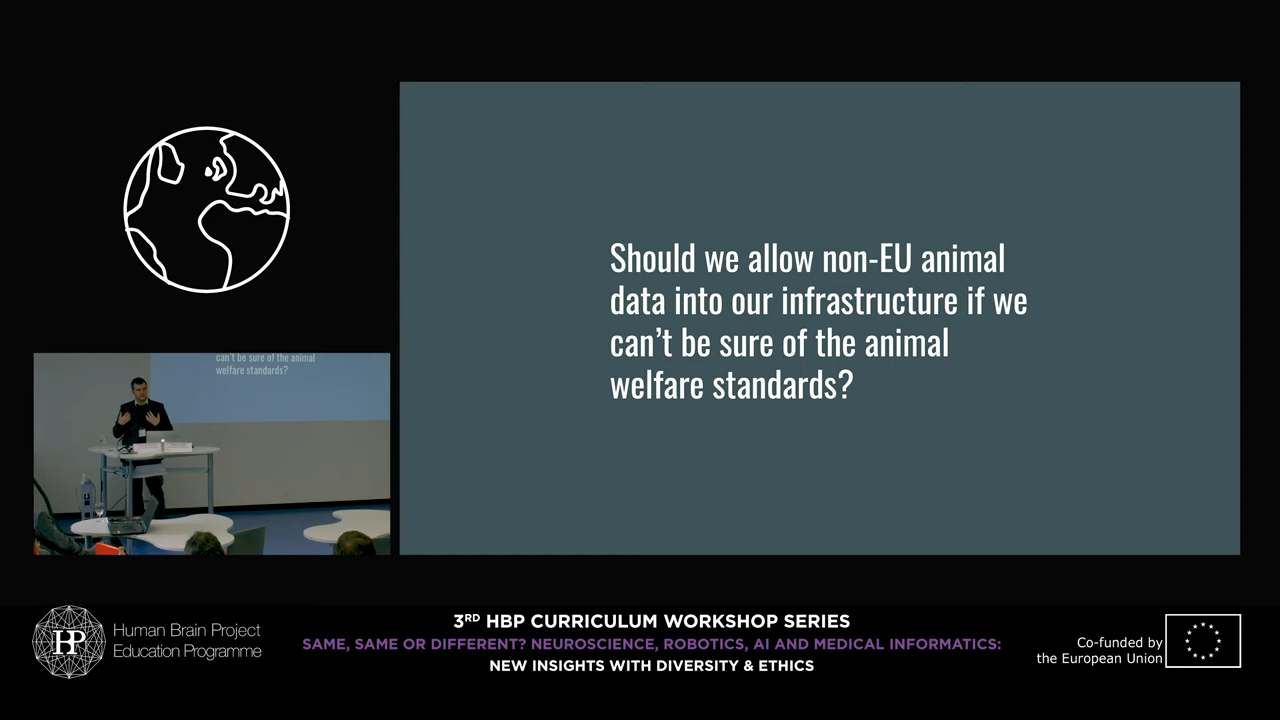 Should we allow non-EU animal
data into our infrastructure if we
can't be sure of the animal
welfare standards?
can't be sure of the animal
welfare standards?
HBP
Human Brain Project
Education Programme
3RD HBP CURRICULUM WORKSHOP SERIES
SAME, SAME OR DIFFERENT? NEUROSCIENCE, ROBOTICS, AI AND MEDICAL INFORMATICS:
NEW INSIGHTS WITH DIVERSITY & ETHICS
Co-funded by
the European Union